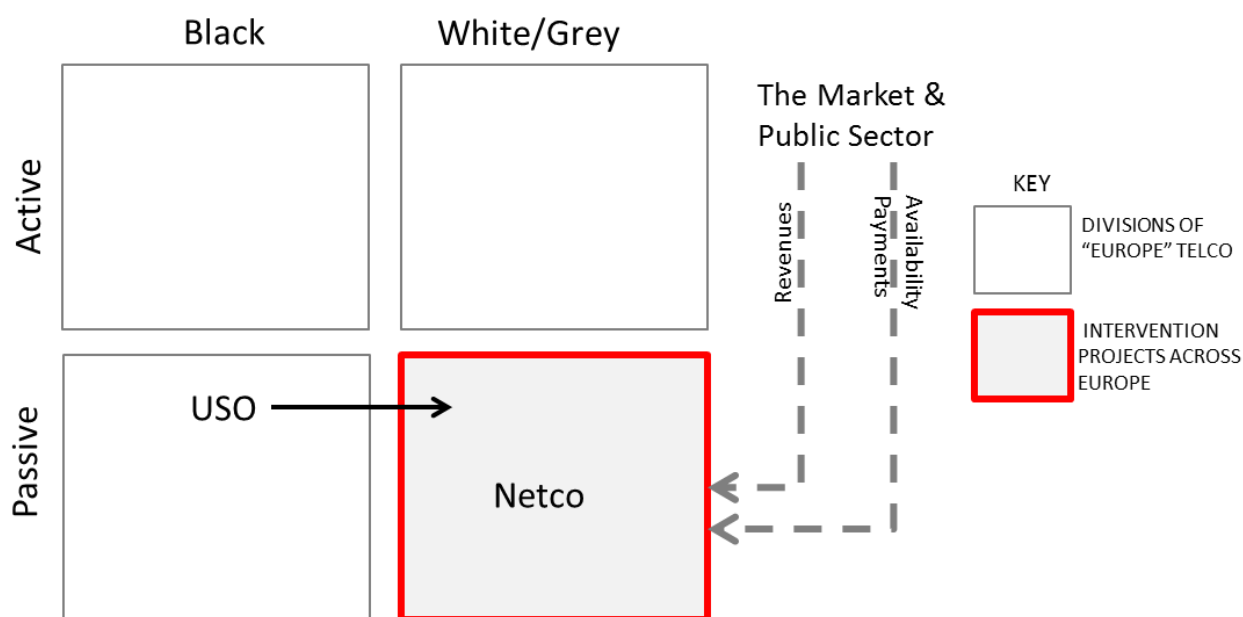 Black
White/Grey
The Market &
Public Sector
Active
Revenues
Availability
Payments
KEY
DIVISIONS OF
“EUROPE” TELCO
INTERVENTION
PROJECTS ACROSS
EUROPE
Passive
USO
Netco